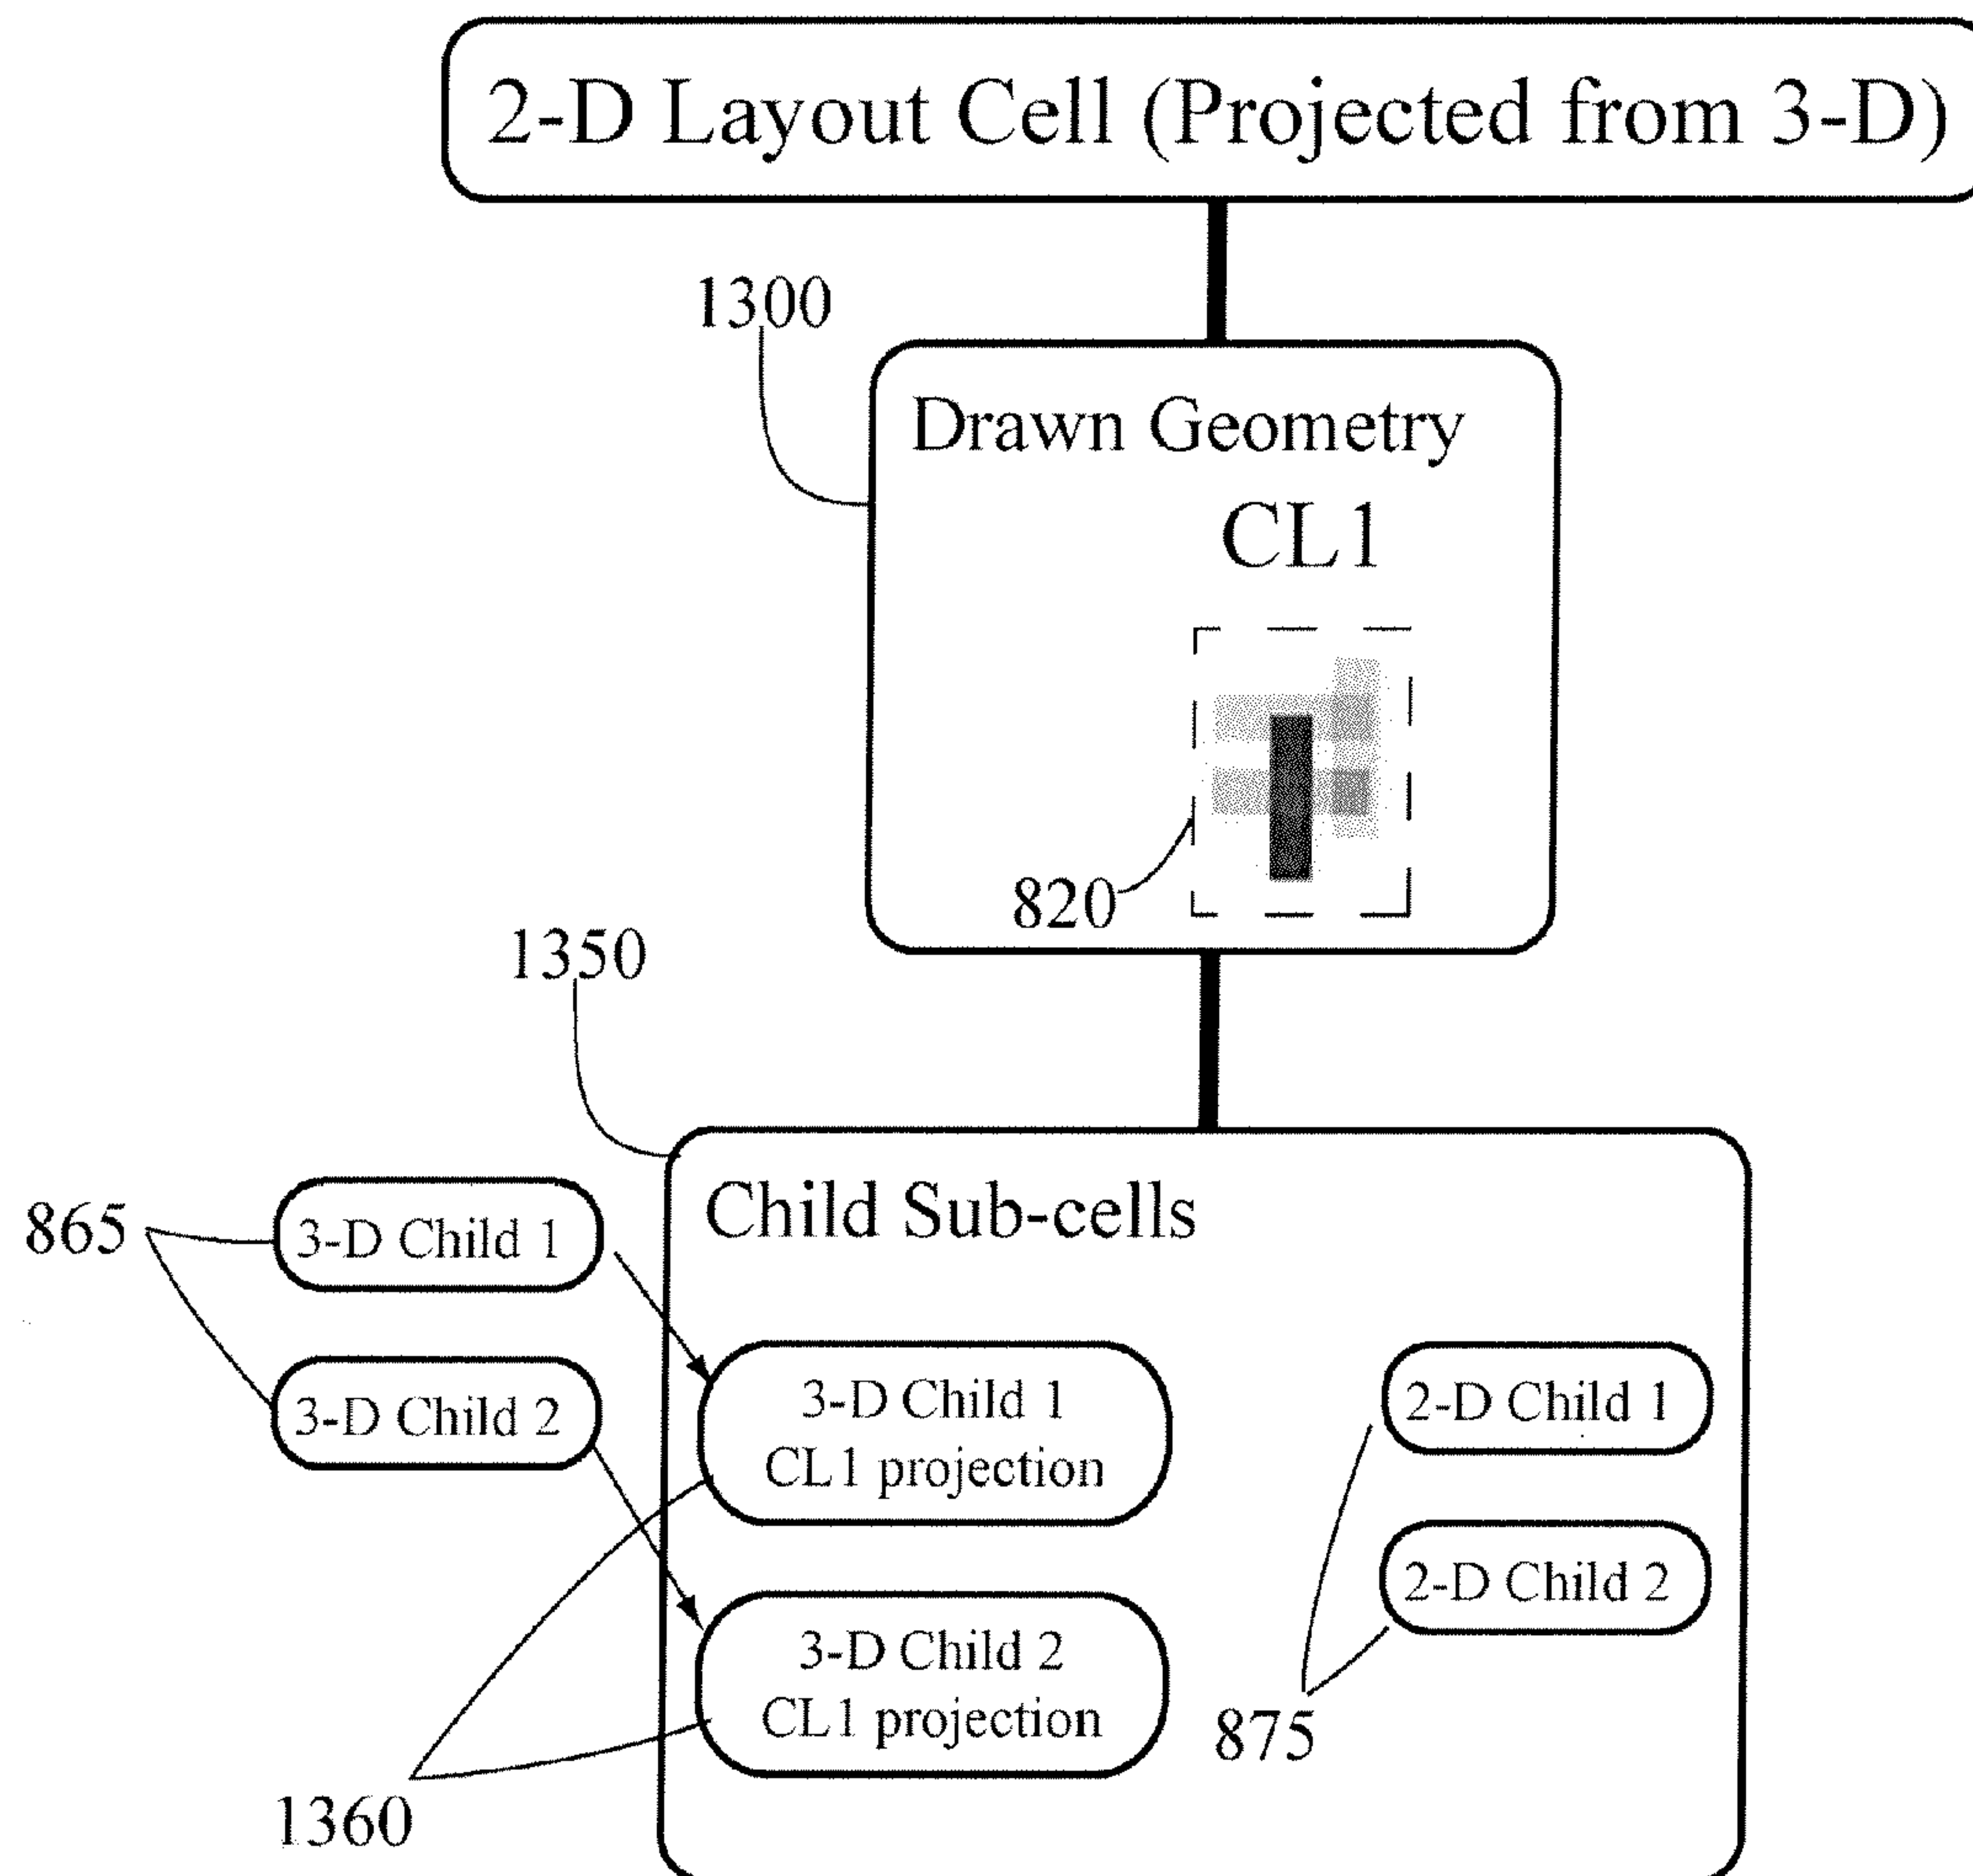 2-D Layout Cell (Projected from 3-D)
1300
Drawn Geometry
CL1
820
1350
Child Sub-cells
865
3-D Child 1
3-D Child 2
3-D Child 1
CL1 projection
3-D Child 2
CL1 projection
2-D Child 1
2-D Child 2
875
1360